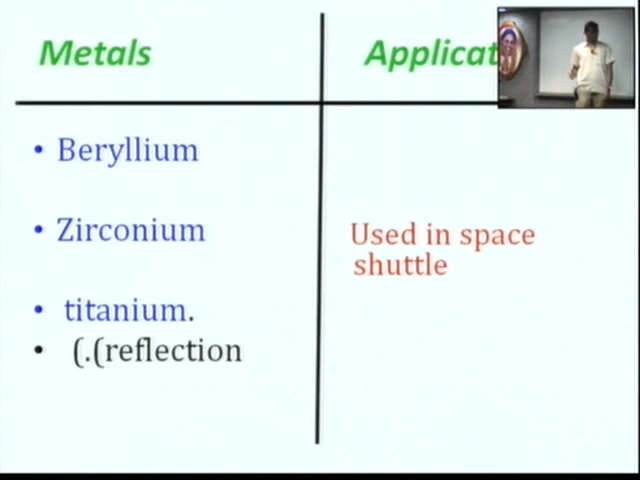 Metals
Applicat
• Beryllium
• Zirconium
Used in space
shuttle
• titanium.
• (.(reflection